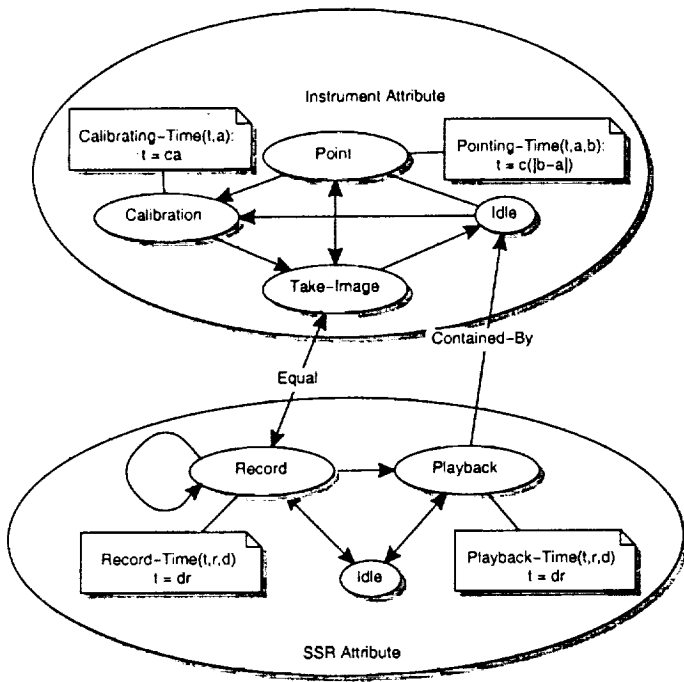 Instrument Attribute
Calibrating-Time(t,a):
t = ca
Point
Pointing-Time(t,a,b):
t = c(|b-a|)
Calibration
Idle
Take-Image
Contained-By
Equal
Record
Playback
Record-Time(t,r,d)
t = dr
Idle
Playback-Time(t,r,d)
t = dr
SSR Attribute